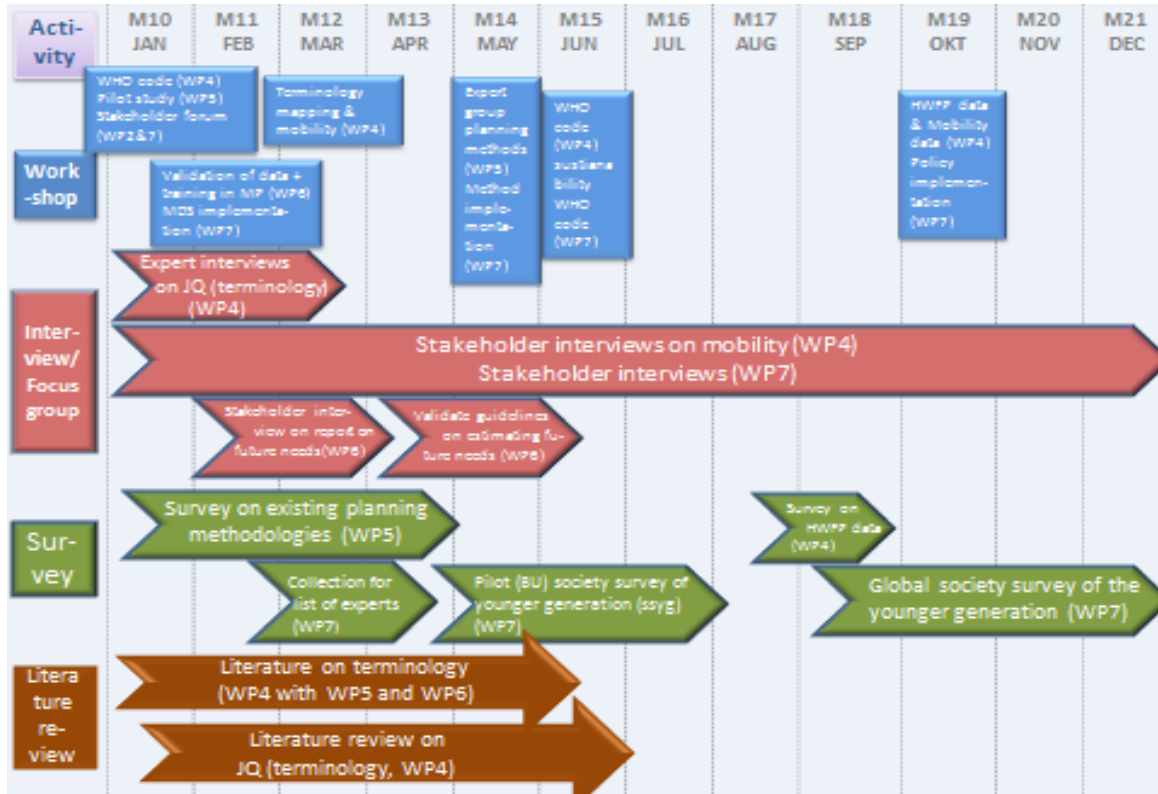 Acti-
vity
M10
JAN
M11
FEB
M12
MAR
M13
APR
M14
MAY
M15
JUN
M16
JUL
M17
AUG
M18
SEP
M19
OKT
M20
NOV
M21
DEC
Work
-shop
WHO code (WP4)
Pilot study (WP5)
Stakeholder forum
(WP2&7)
Terminology
mapping &
mobility (WP4)
Validation of data +
training in MP (WP6)
MDS implementa-
tion (WP7)
Expert
group
planning
methods
(WP5)
Method
imple-
menta-
tion
(WP7)
WHO
code
(WP4)
sustiana
bility
WHO
code
(WP7)
HWFP data
& Mobility
data (WP4)
Policy
implemen-
tation
(WP7)
Inter-
view/
Focus
group
Expert interviews
on JQ (terminology)
(WP4)
Stakeholder interviews on mobility (WP4)
Stakeholder interviews (WP7)
Stakeholder inter-
view on report on
future needs(WP6)
Validate guidelines
on estimating fu-
ture needs (WP6)
Sur-
vey
Survey on existing planning
methodologies (WP5)
Survey on
HWFP data
(WP4)
Collection for
list of experts
(WP7)
Pilot (BU) society survey of
younger generation (ssyg)
(WP7)
Global society survey of the
younger generation (WP7)
Litera
ture
re-
view
Literature on terminology
(WP4 with WP5 and WP6)
Literature review on
JQ (terminology, WP4)